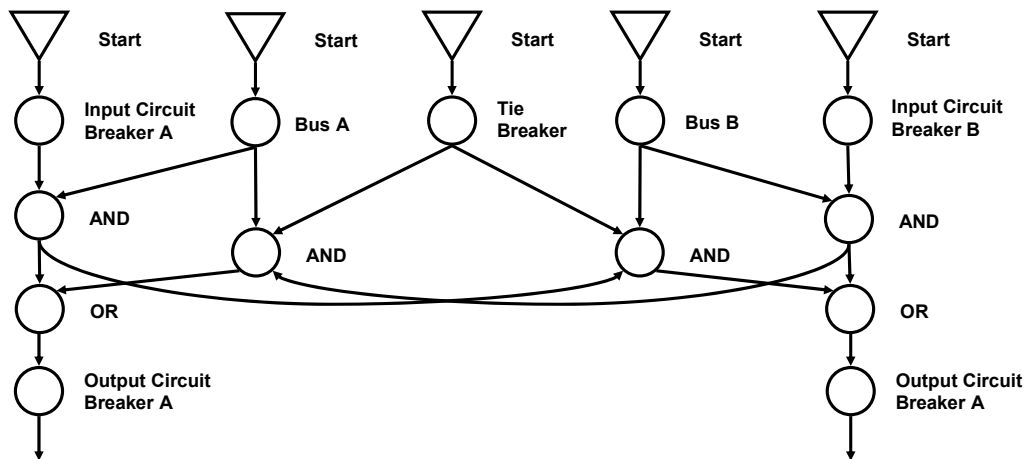 Start
Start
Start
Start
Start
Input Circuit
Breaker A
Bus A
Tie
Breaker
Bus B
Input Circuit
Breaker B
AND
AND
AND
AND
OR
OR
Output Circuit
Breaker A
Output Circuit
Breaker A